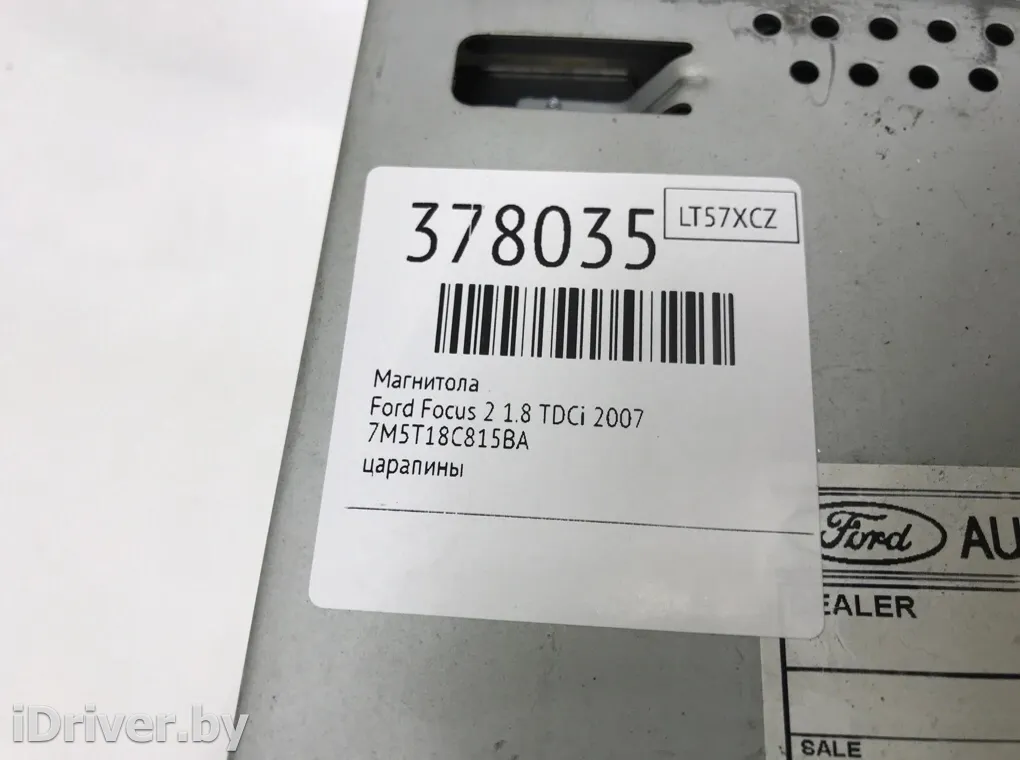 378035
LT57XCZ
Магнитола
Ford Focus 2 1.8 TDCi 2007
7M5T18C815BA
царапины
Ford AU
EALER
SALE
iDriver.by